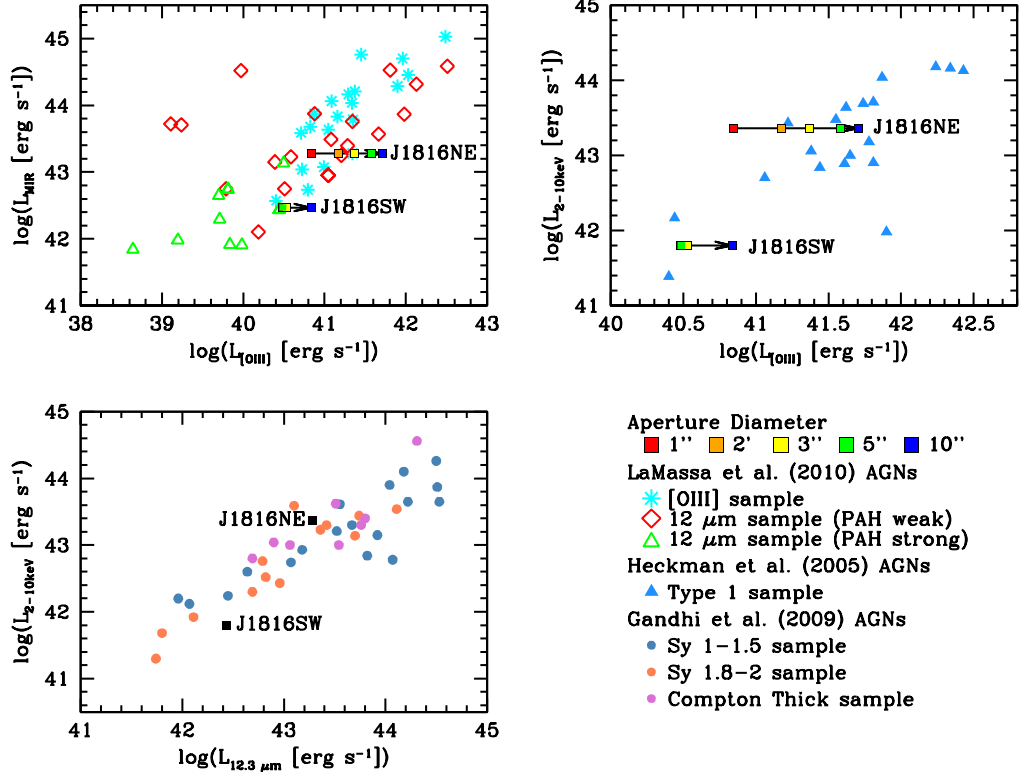 45
44
43
42
41
log(L_MIR [erg s⁻¹])
J1816NE
J1816SW
38 39 40 41 42 43
log(L_[OIII] [erg s⁻¹])
45
44
43
42
41
log(L_2−10keV [erg s⁻¹])
J1816NE
J1816SW
40 40.5 41 41.5 42 42.5
log(L_[OIII] [erg s⁻¹])
45
44
43
42
41
log(L_2−10keV [erg s⁻¹])
J1816NE
J1816SW
41 42 43 44 45
log(L_12.3 μm [erg s⁻¹])
Aperture Diameter
1'' 2' 3'' 5'' 10''
LaMassa et al. (2010) AGNs
[OIII] sample
12 μm sample (PAH weak)
12 μm sample (PAH strong)
Heckman et al. (2005) AGNs
Type 1 sample
Gandhi et al. (2009) AGNs
Sy 1−1.5 sample
Sy 1.8−2 sample
Compton Thick sample